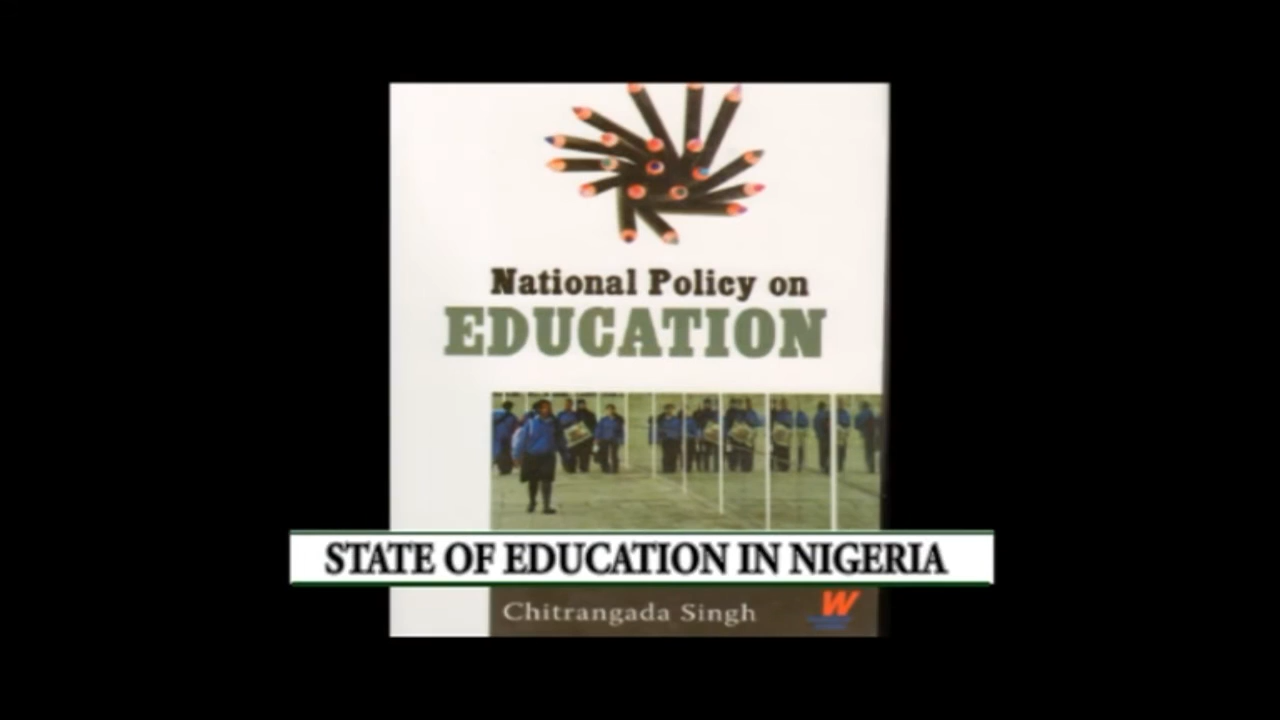 National Policy on
EDUCATION
STATE OF EDUCATION IN NIGERIA
Chitrangada Singh
W